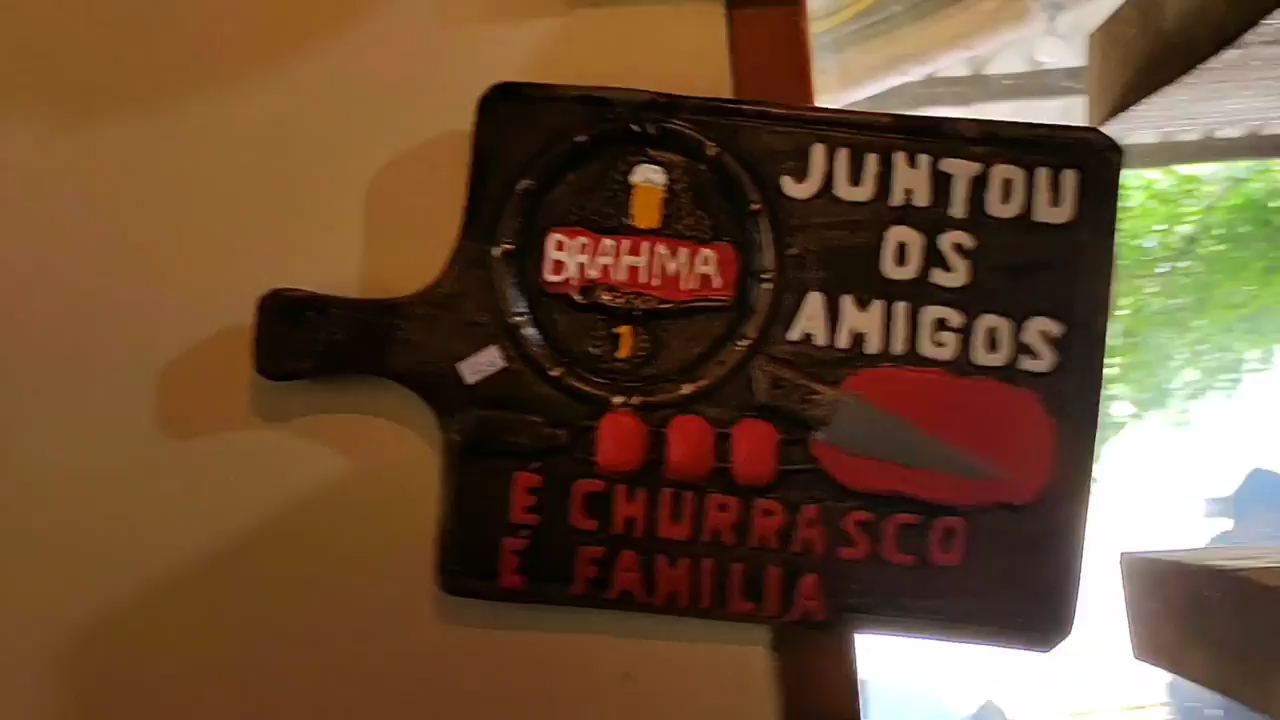 BRAHMA
JUNTOU
OS
AMIGOS
É CHURRASCO
É FAMILIA